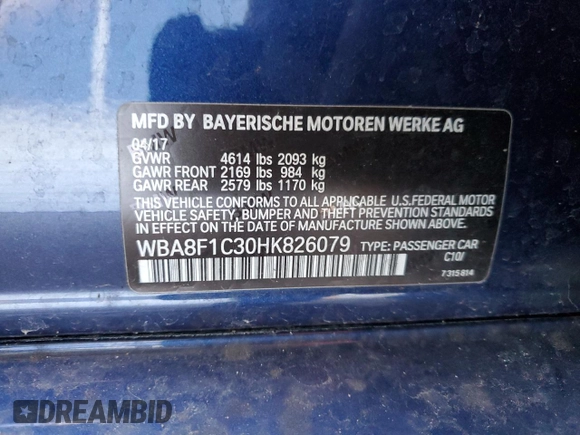 MFD BY BAYERISCHE MOTOREN WERKE AG
04/17
GVWR 4614 lbs 2093 kg
GAWR FRONT 2169 lbs 984 kg
GAWR REAR 2579 lbs 1170 kg
THIS VEHICLE CONFORMS TO ALL APPLICABLE U.S.FEDERAL MOTOR
VEHICLE SAFETY, BUMPER AND THEFT PREVENTION STANDARDS
IN EFFECT ON THE DATE OF MANUFACTURE SHOWN ABOVE.
WBA8F1C30HK826079 TYPE: PASSENGER CAR
C10/
7315814
DREAMBID